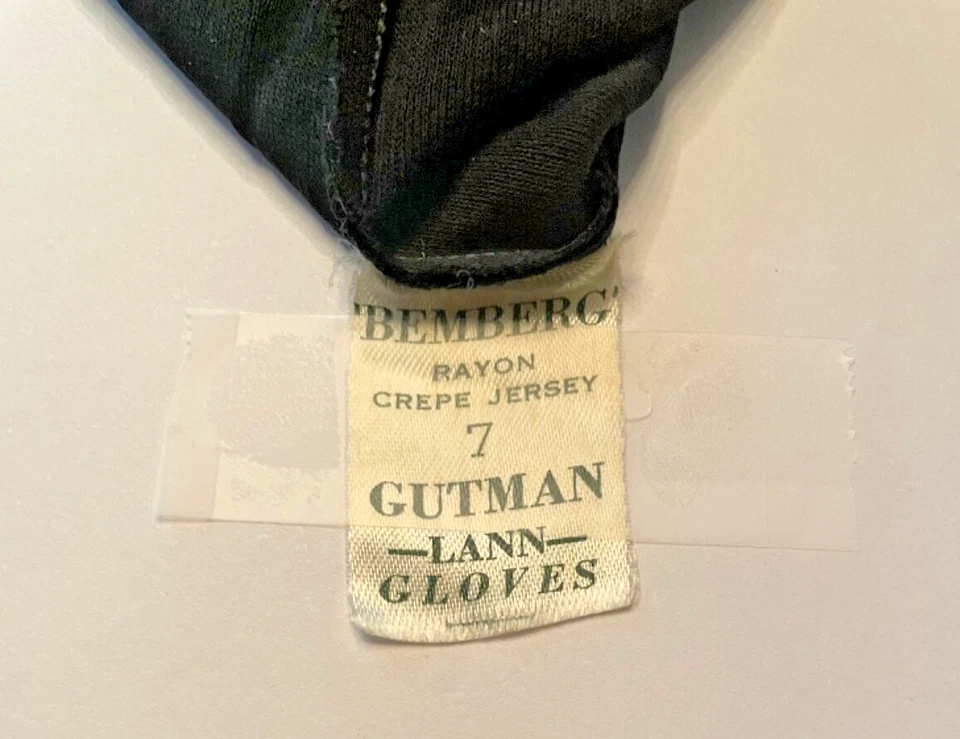 "BEMBERG"
RAYON
CREPE JERSEY
7
GUTMAN
—LANN—
GLOVES